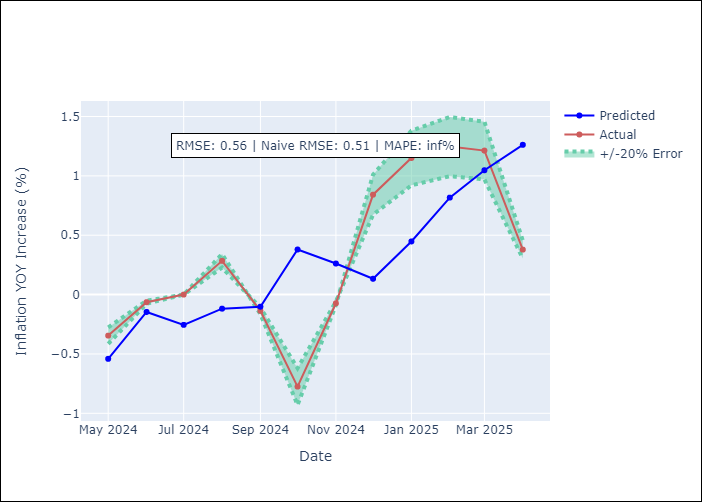 RMSE: 0.56 | Naive RMSE: 0.51 | MAPE: inf%
Predicted
Actual
+/-20% Error
Inflation YOY Increase (%)
1.5
1
0.5
0
−0.5
−1
May 2024
Jul 2024
Sep 2024
Nov 2024
Jan 2025
Mar 2025
Date